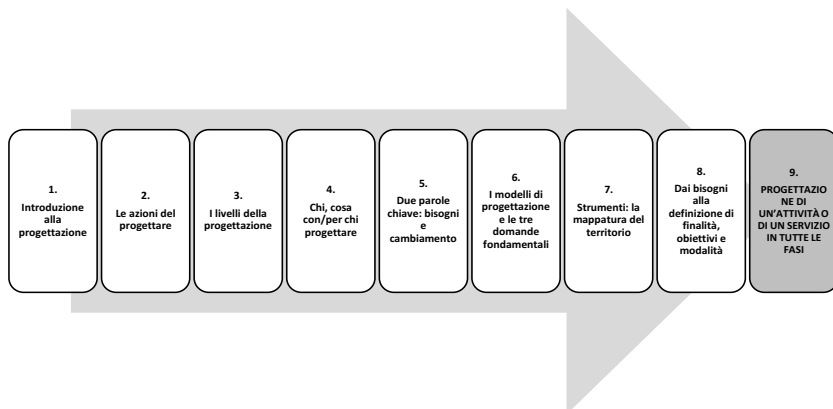 1.
Introduzione
alla
progettazione
2.
Le azioni del
progettare
3.
I livelli della
progettazione
4.
Chi, cosa
con/per chi
progettare
5.
Due parole
chiave: bisogni
e
cambiamento
6.
I modelli di
progettazione
e le tre
domande
fondamentali
7.
Strumenti: la
mappatura del
territorio
8.
Dai bisogni
alla
definizione di
finalità,
obiettivi e
modalità
9.
PROGETTAZIO
NE DI
UN'ATTIVITÀ O
DI UN SERVIZIO
IN TUTTE LE
FASI